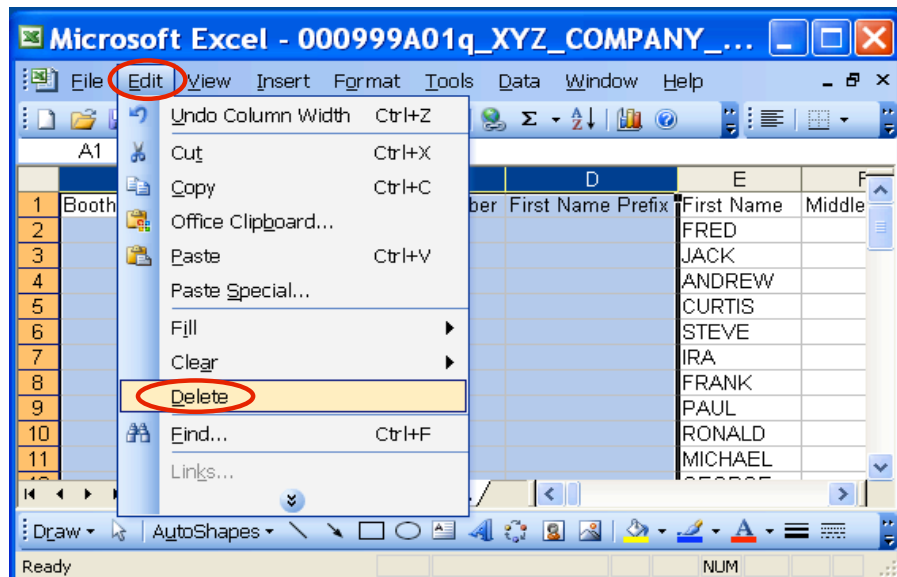 Microsoft Excel - 000999A01q_XYZ_COMPANY_...
File Edit View Insert Format Tools Data Window Help
A1
Undo Column Width Ctrl+Z
Cut Ctrl+X
Copy Ctrl+C
Office Clipboard...
Paste Ctrl+V
Paste Special...
Fill
Clear
Delete
Find... Ctrl+F
Links...
D E F
1 Booth ber First Name Prefix First Name Middle
2 FRED
3 JACK
4 ANDREW
5 CURTIS
6 STEVE
7 IRA
8 FRANK
9 PAUL
10 RONALD
11 MICHAEL
Draw AutoShapes
Ready NUM